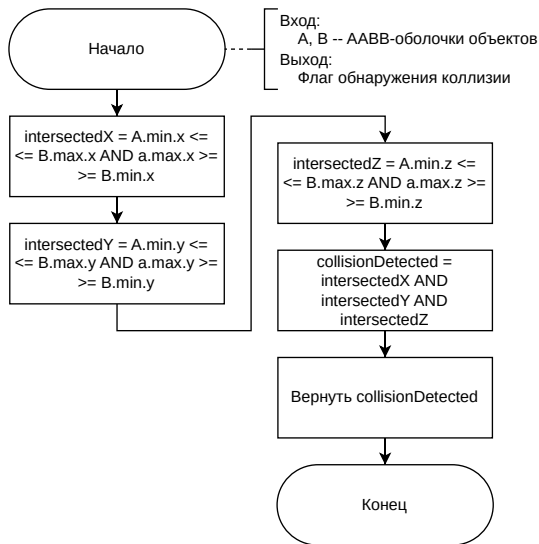 Начало
Вход:
A, B -- AABB-оболочки объектов
Выход:
Флаг обнаружения коллизии
intersectedX = A.min.x <=
<= B.max.x AND a.max.x >=
>= B.min.x
intersectedY = A.min.y <=
<= B.max.y AND a.max.y >=
>= B.min.y
intersectedZ = A.min.z <=
<= B.max.z AND a.max.z >=
>= B.min.z
collisionDetected =
intersectedX AND
intersectedY AND
intersectedZ
Вернуть collisionDetected
Конец